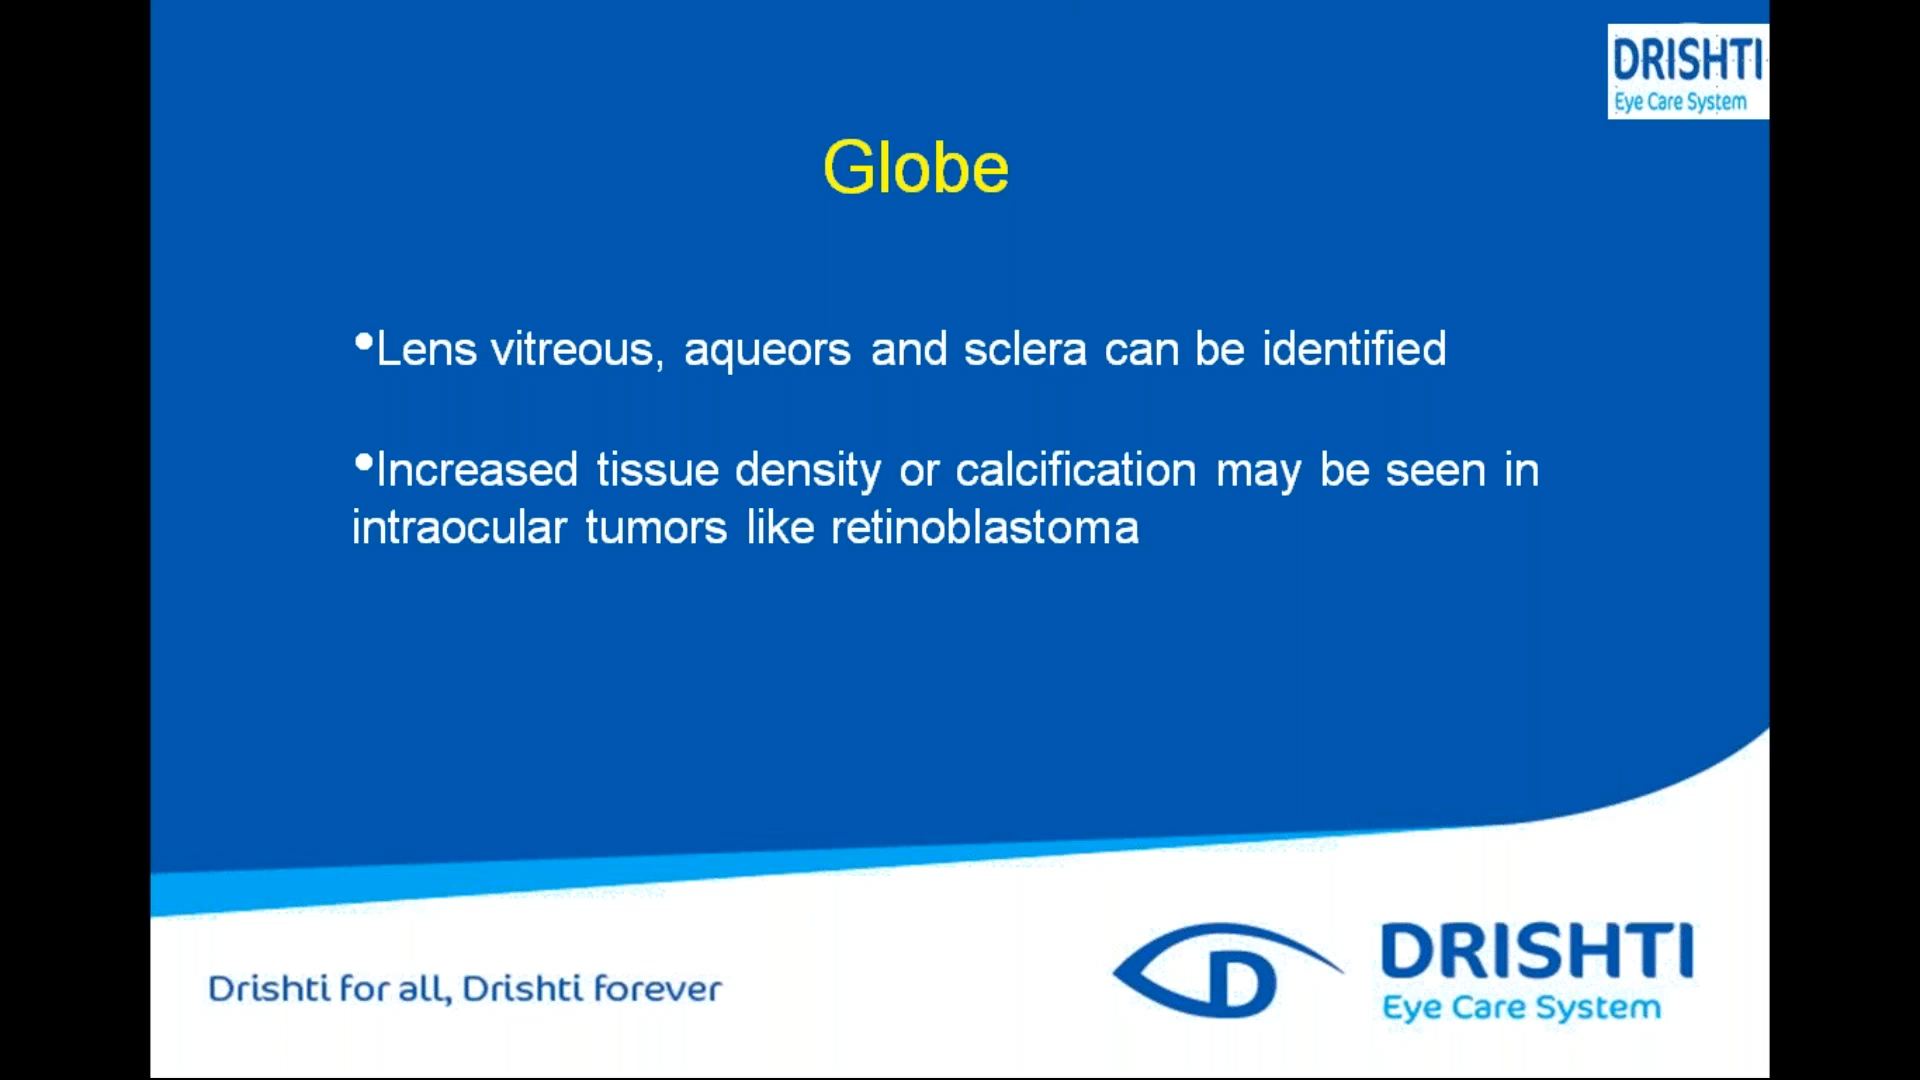 DRISHTI
Eye Care System
Globe
•Lens vitreous, aqueors and sclera can be identified
•Increased tissue density or calcification may be seen in
intraocular tumors like retinoblastoma
Drishti for all, Drishti forever
D
DRISHTI
Eye Care System